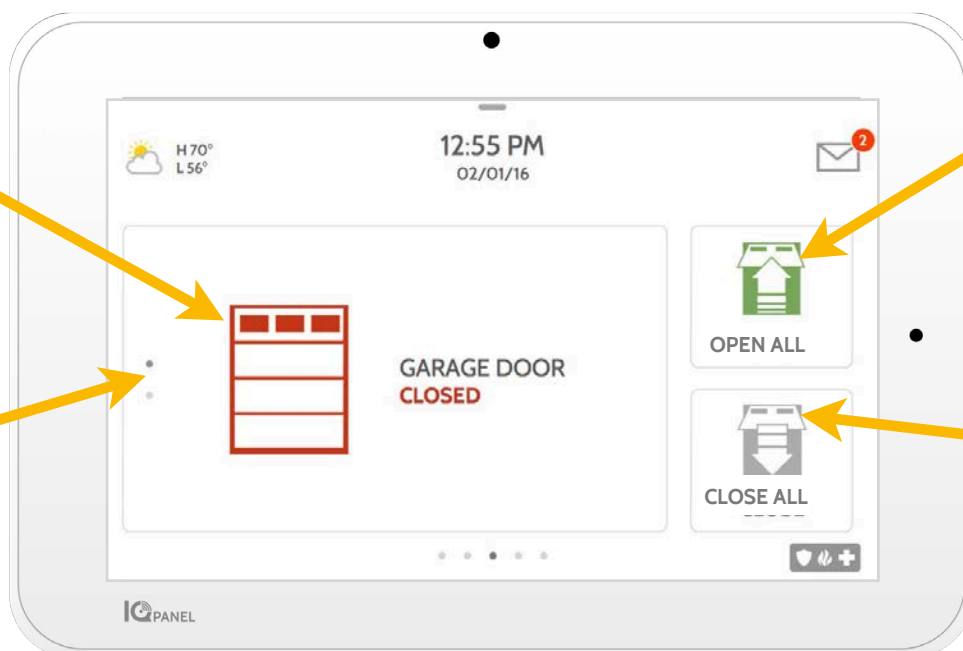 H 70°
L 56°
12:55 PM
02/01/16
2
GARAGE DOOR
CLOSED
OPEN ALL
CLOSE ALL
IQ PANEL